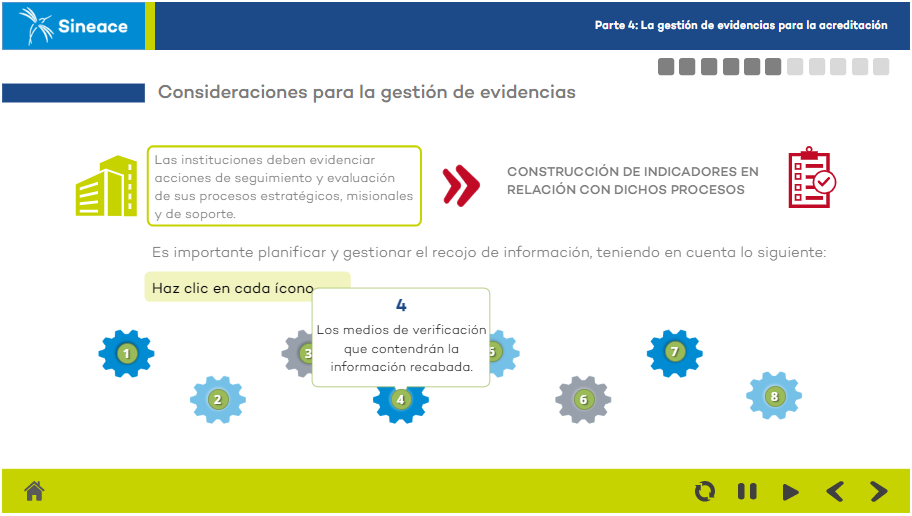 Sineace
Parte 4: La gestión de evidencias para la acreditación
Consideraciones para la gestión de evidencias
Las instituciones deben evidenciar
acciones de seguimiento y evaluación
de sus procesos estratégicos, misionales
y de soporte.
CONSTRUCCIÓN DE INDICADORES EN
RELACIÓN CON DICHOS PROCESOS
Es importante planificar y gestionar el recojo de información, teniendo en cuenta lo siguiente:
Haz clic en cada ícono
4
Los medios de verificación
que contendrán la
información recabada.
1
2
3
4
5
6
7
8